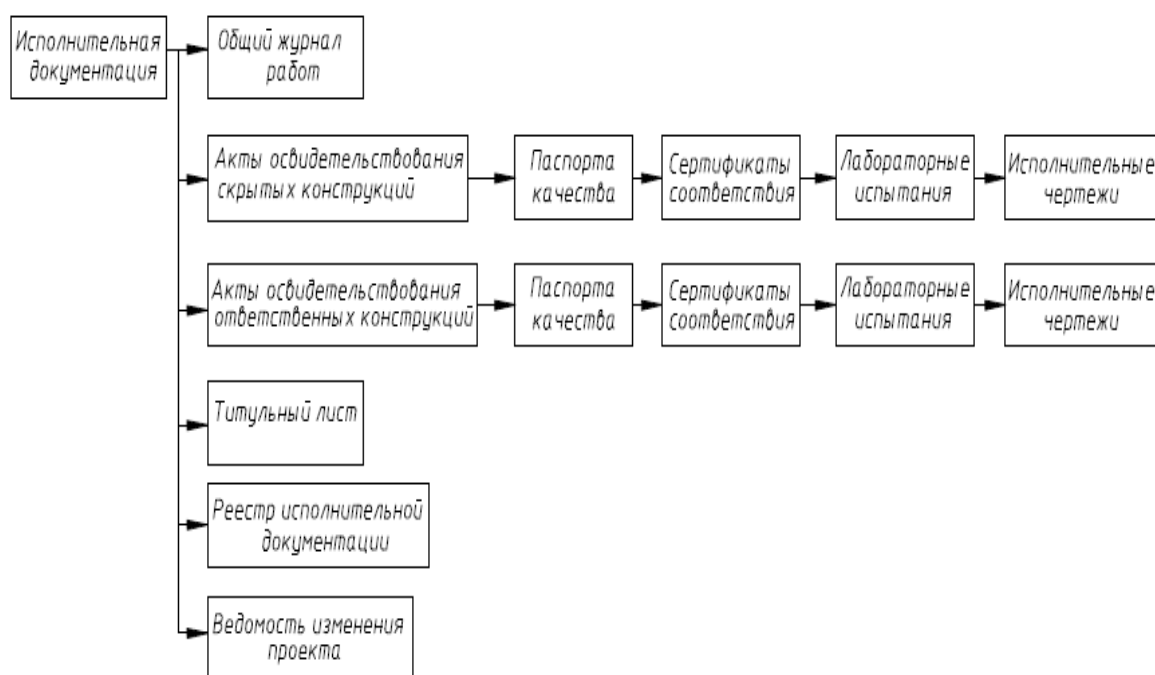 Исполнительная
документация
Общий журнал
работ
Акты освидетельствования
скрытых конструкций
Паспорта
качества
Сертификаты
соответствия
Лабораторные
испытания
Исполнительные
чертежи
Акты освидетельствования
ответственных конструкций
Паспорта
качества
Сертификаты
соответствия
Лабораторные
испытания
Исполнительные
чертежи
Титульный лист
Реестр исполнительной
документации
Ведомость изменения
проекта